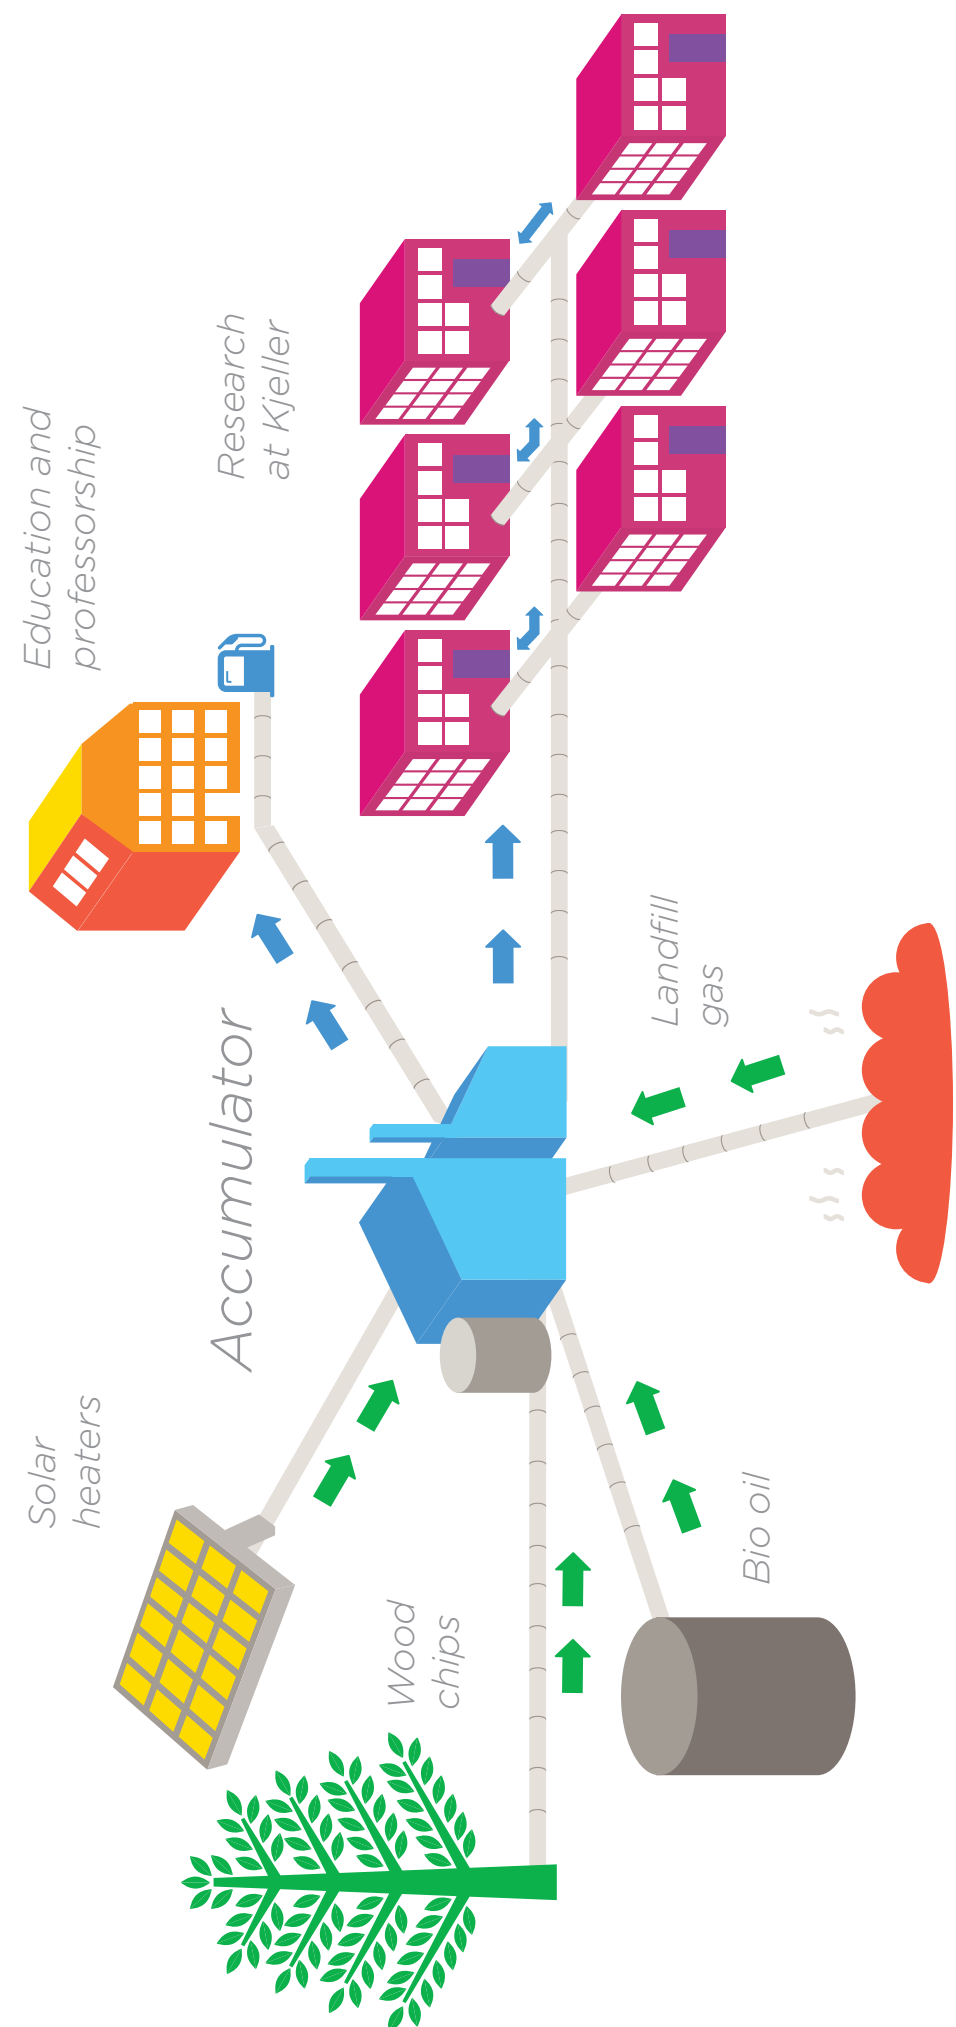 Solar
heaters
Wood
chips
Bio oil
Accumulator
Landfill
gas
Education and
professorship
Research
at Kjeller